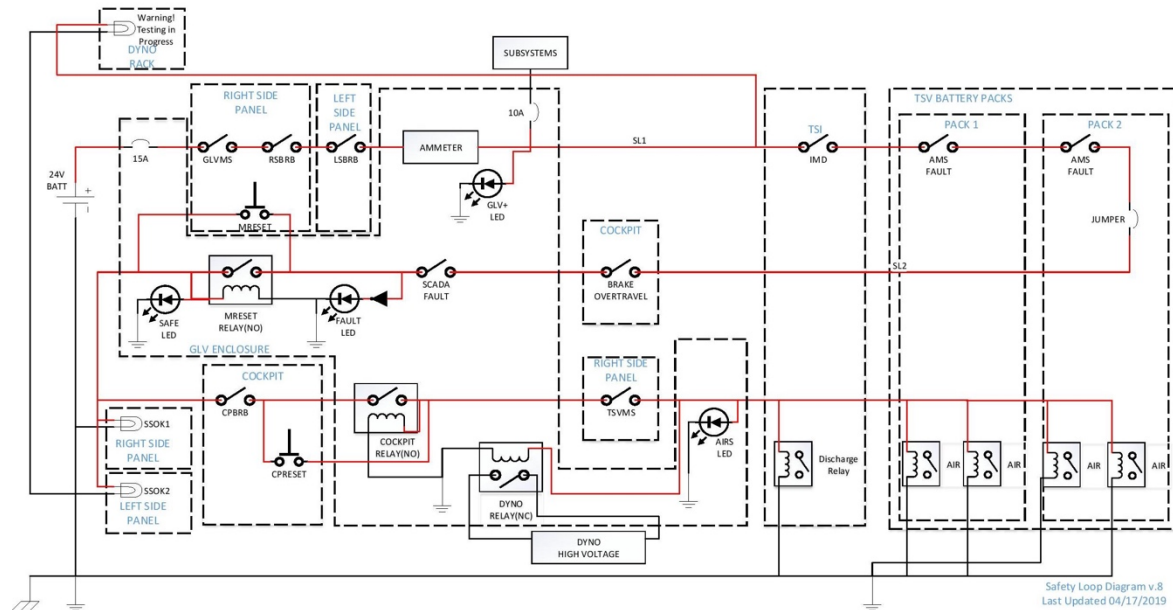 Warning!
Testing in
Progress
DYNO
RACK
SUBSYSTEMS
10A
RIGHT SIDE
PANEL
LEFT
SIDE
PANEL
TSV BATTERY PACKS
PACK 1
PACK 2
TSI
15A
GLVMS
RSBRB
LSBRB
AMMETER
SL1
IMD
AMS
FAULT
AMS
FAULT
24V
BATT
+
-
GLV+
LED
MRESET
COCKPIT
JUMPER
SL2
SCADA
FAULT
BRAKE
OVERTRAVEL
SAFE
LED
MRESET
RELAY(NO)
FAULT
LED
GLV ENCLOSURE
COCKPIT
RIGHT SIDE
PANEL
CPBRB
TSVMS
SSOK1
RIGHT SIDE
PANEL
COCKPIT
RELAY(NO)
AIRS
LED
CPRESET
Discharge
Relay
AIR
AIR
AIR
AIR
SSOK2
LEFT SIDE
PANEL
DYNO
RELAY(NC)
DYNO
HIGH VOLTAGE
Safety Loop Diagram v.8
Last Updated 04/17/2019